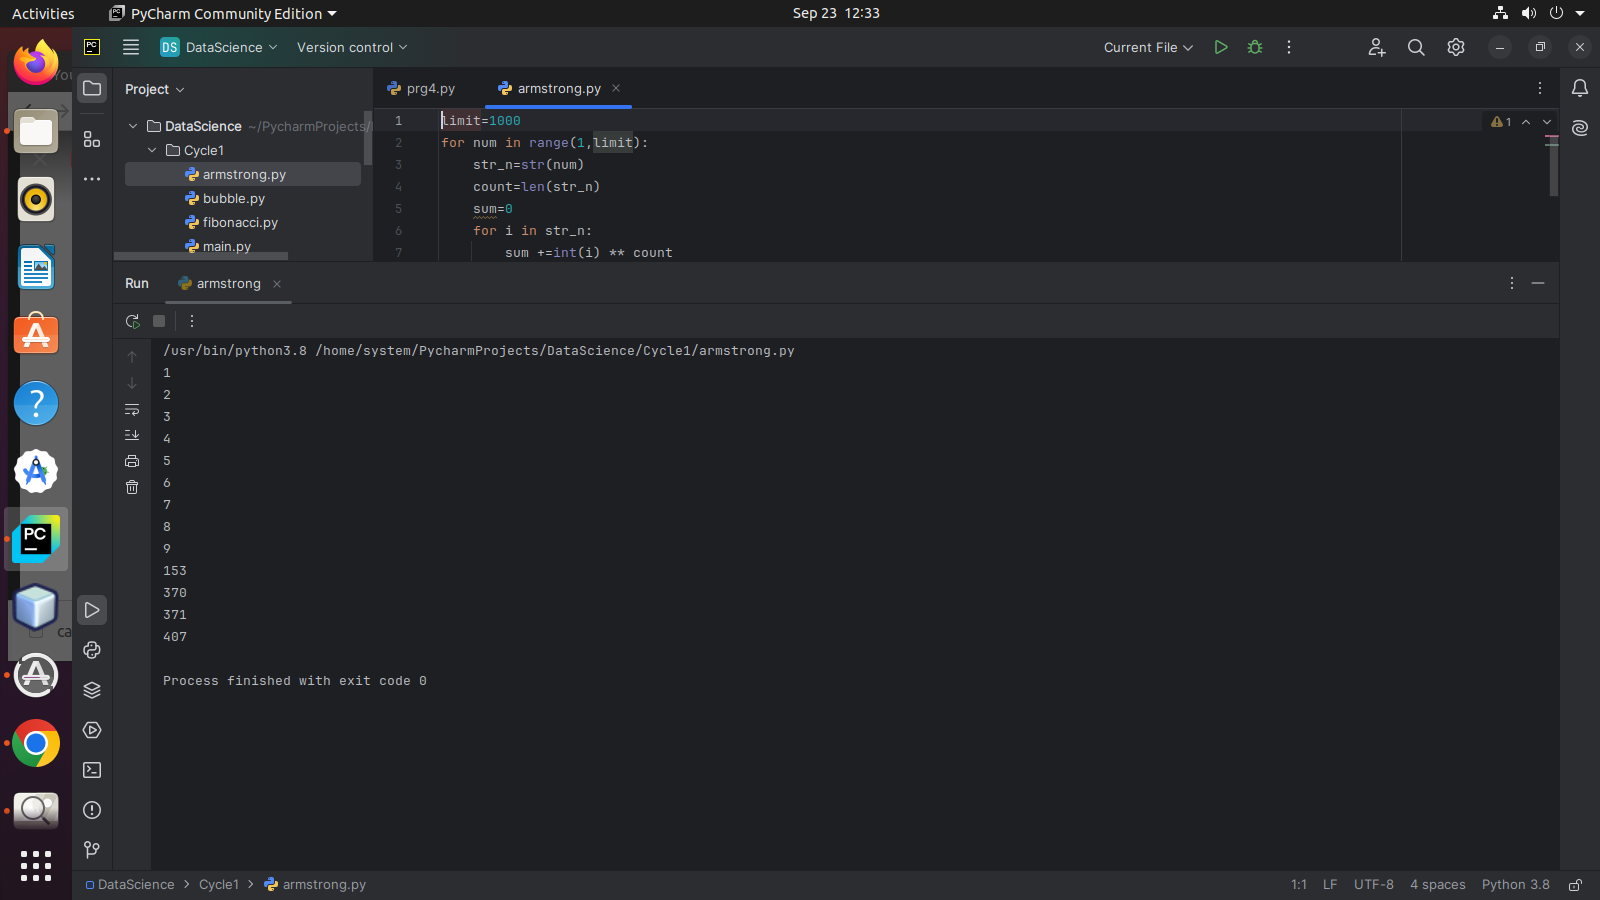 Activities
PyCharm Community Edition
Sep 23 12:33
PC
DS DataScience
Version control
Current File
Project
prg4.py
armstrong.py
DataScience ~/PycharmProjects/
Cycle1
armstrong.py
bubble.py
fibonacci.py
main.py
1 limit=1000
2 for num in range(1,limit):
3 str_n=str(num)
4 count=len(str_n)
5 sum=0
6 for i in str_n:
7 sum +=int(i) ** count
1
Run
armstrong
/usr/bin/python3.8 /home/system/PycharmProjects/DataScience/Cycle1/armstrong.py
1
2
3
4
5
6
7
8
9
153
370
371
407
Process finished with exit code 0
You
PC
ca
DataScience > Cycle1 > armstrong.py
1:1 LF UTF-8 4 spaces Python 3.8